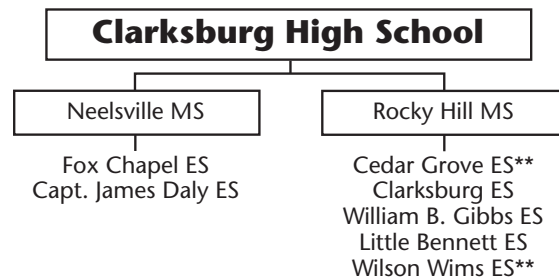 Clarksburg High School
Neelsville MS
Fox Chapel ES
Capt. James Daly ES
Rocky Hill MS
Cedar Grove ES**
Clarksburg ES
William B. Gibbs ES
Little Bennett ES
Wilson Wims ES**